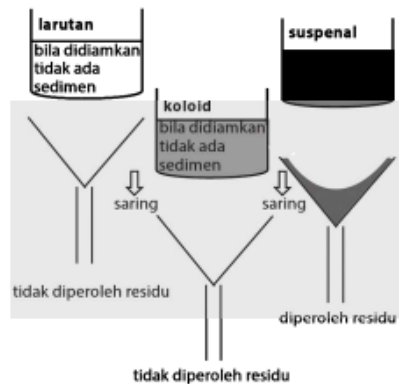 larutan
bila didiamkan
tidak ada
sedimen
koloid
bila didiamkan
tidak ada
sedimen
suspenal
saring
saring
tidak diperoleh residu
diperoleh residu
tidak diperoleh residu